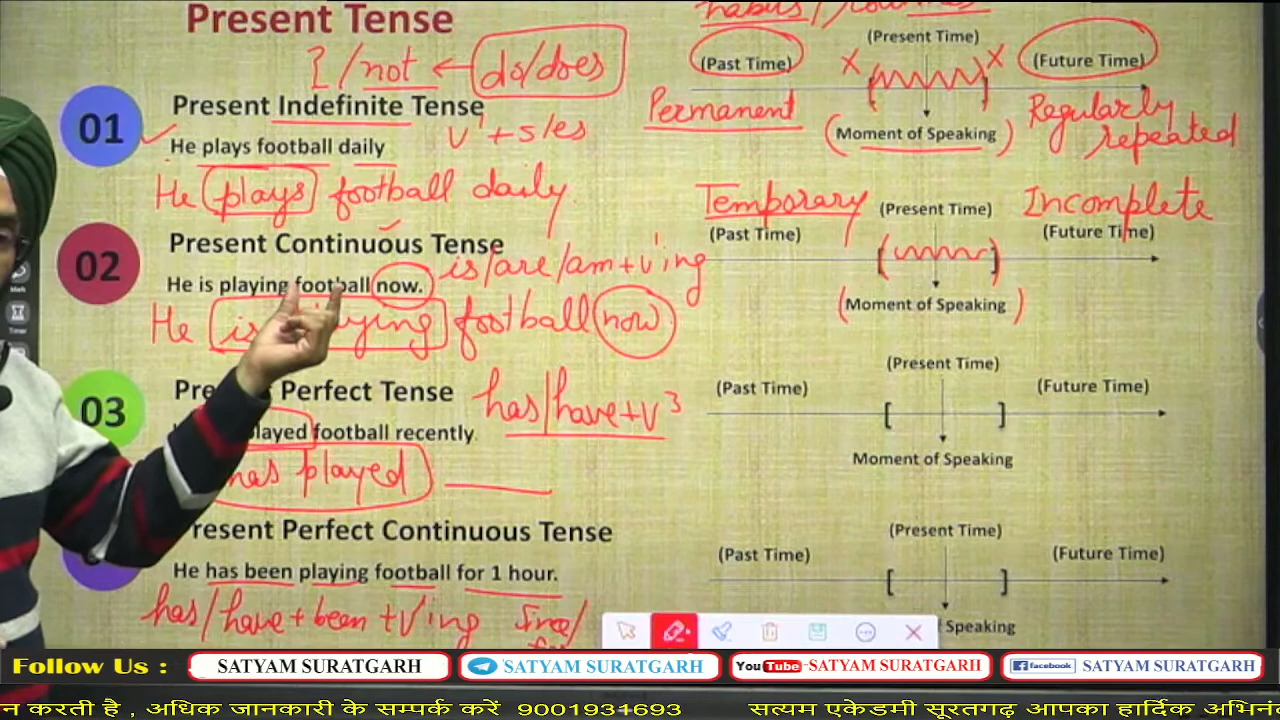 Present Tense
habits/routines
? / not ← do/does
(Past Time)
(Present Time)
(Future Time)
× ×
01
Present Indefinite Tense
He plays football daily
V¹ + s/es
Permanent
(Moment of Speaking)
Regularly repeated
He plays football daily.
Temporary
(Present Time)
Incomplete
(Past Time)
(Future Time)
02
Present Continuous Tense
He is playing football now.
is/are/am+V¹ing
(Moment of Speaking)
He is playing football now.
03
Perfect Tense
played football recently.
has/have+V³
(Past Time)
(Present Time)
(Future Time)
Moment of Speaking
has played
Present Perfect Continuous Tense
He has been playing football for 1 hour.
(Past Time)
(Present Time)
(Future Time)
has/have+been+V¹ing since/
Speaking
Follow Us : SATYAM SURATGARH SATYAM SURATGARH YouTube-SATYAM SURATGARH facebook SATYAM SURATGARH
न करती है , अधिक जानकारी के सम्पर्क करें 9001931693 सत्यम एकेडमी सूरतगढ़ आपका हार्दिक